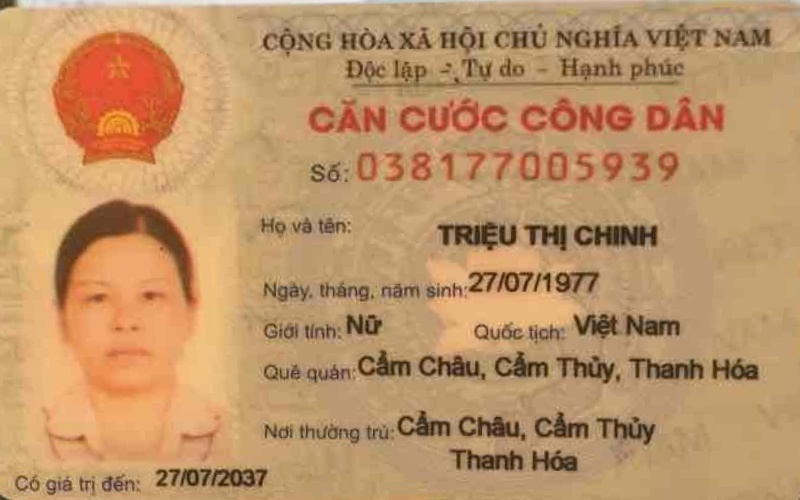 CỘNG HÒA XÃ HỘI CHỦ NGHĨA VIỆT NAM
Độc lập - Tự do - Hạnh phúc
CĂN CƯỚC CÔNG DÂN
Số: 038177005939
Họ và tên: TRIỆU THỊ CHINH
Ngày, tháng, năm sinh: 27/07/1977
Giới tính: Nữ Quốc tịch: Việt Nam
Quê quán: Cẩm Châu, Cẩm Thủy, Thanh Hóa
Nơi thường trú: Cẩm Châu, Cẩm Thủy
Thanh Hóa
Có giá trị đến: 27/07/2037